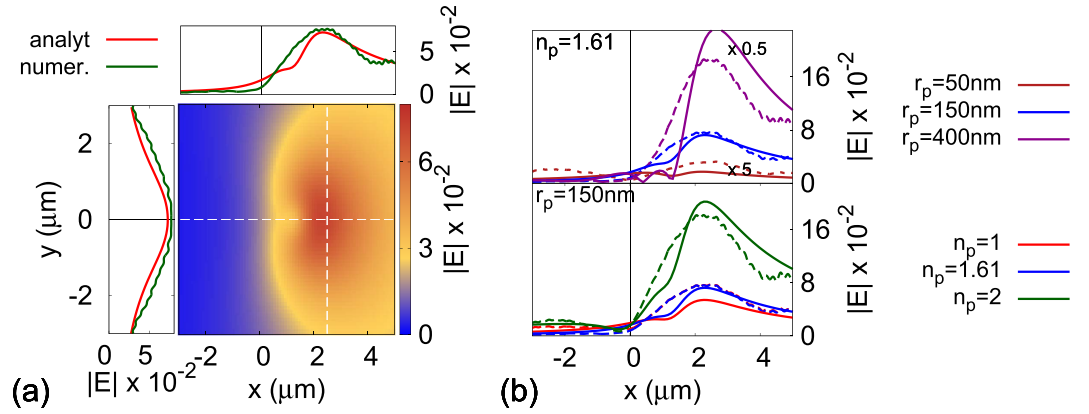 analyt
numer.
5
0
|E| x 10⁻²
2
0
-2
y (μm)
0 5
|E| x 10⁻²
-2 0 2 4
x (μm)
6
3
0
|E| x 10⁻²
(a)
n_p=1.61
x 0.5
x 5
16
8
0
|E| x 10⁻²
r_p=150nm
16
8
0
|E| x 10⁻²
-2 0 2 4
x (μm)
(b)
r_p=50nm
r_p=150nm
r_p=400nm
n_p=1
n_p=1.61
n_p=2